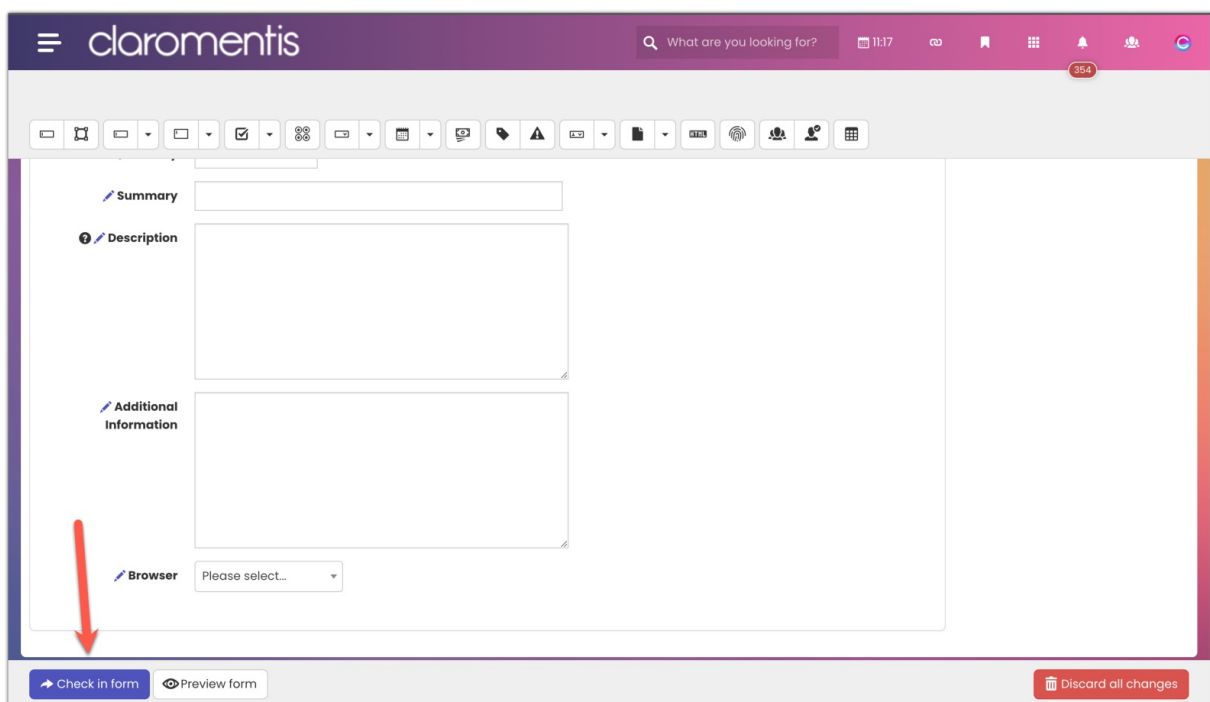 claromentis
What are you looking for?
11:17
354
HTML
Summary
Description
Additional
Information
Browser
Please select...
Check in form
Preview form
Discard all changes